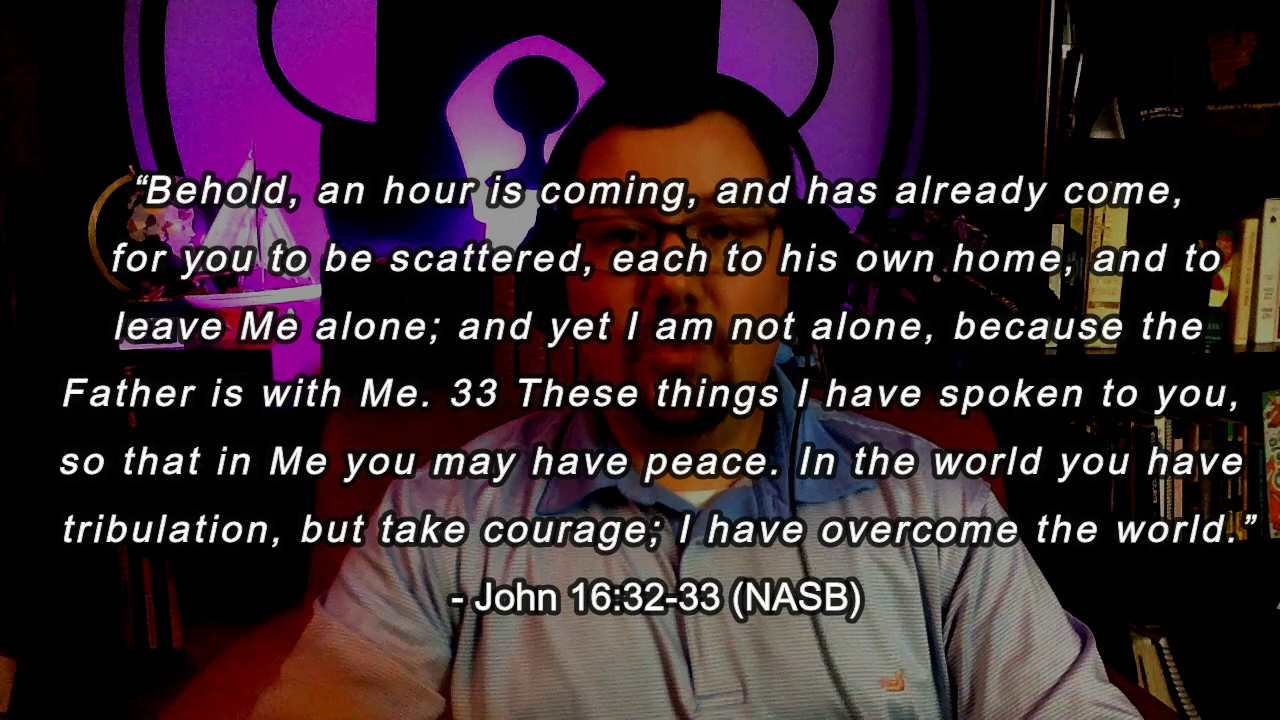 “Behold, an hour is coming, and has already come,
for you to be scattered, each to his own home, and to
leave Me alone; and yet I am not alone, because the
Father is with Me. 33 These things I have spoken to you,
so that in Me you may have peace. In the world you have
tribulation, but take courage; I have overcome the world.”
- John 16:32-33 (NASB)